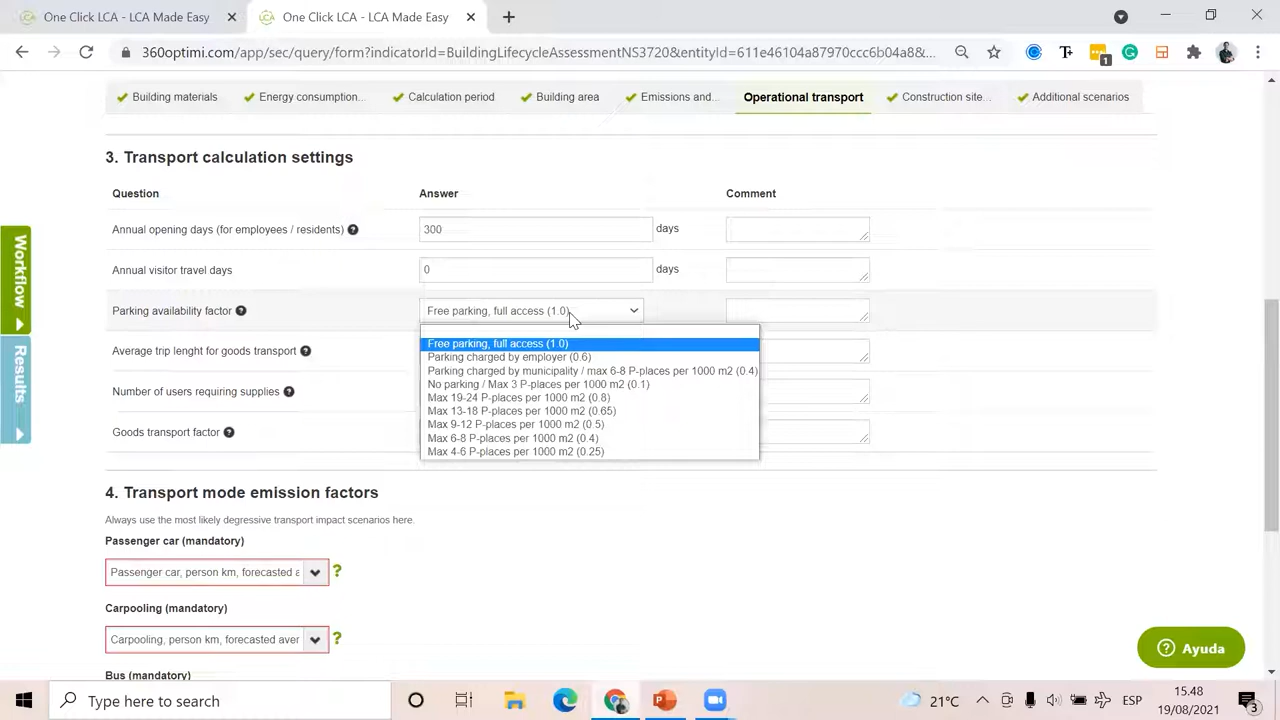 One Click LCA - LCA Made Easy
One Click LCA - LCA Made Easy
360optimi.com/app/sec/query/form?indicatorId=BuildingLifecycleAssessmentNS3720&entityId=611e46104a87970ccc6b04a8&...
1
Building materials
Energy consumption...
Calculation period
Building area
Emissions and...
Operational transport
Construction site...
Additional scenarios
3. Transport calculation settings
Question
Answer
Comment
Annual opening days (for employees / residents) ?
300
days
Annual visitor travel days
0
days
Parking availability factor ?
Free parking, full access (1.0)
Free parking, full access (1.0)
Parking charged by employer (0.6)
Parking charged by municipality / max 6-8 P-places per 1000 m2 (0.4)
No parking / Max 3 P-places per 1000 m2 (0.1)
Max 19-24 P-places per 1000 m2 (0.8)
Max 13-18 P-places per 1000 m2 (0.65)
Max 9-12 P-places per 1000 m2 (0.5)
Max 6-8 P-places per 1000 m2 (0.4)
Max 4-6 P-places per 1000 m2 (0.25)
Average trip lenght for goods transport ?
Number of users requiring supplies ?
Goods transport factor ?
Workflow
Results
4. Transport mode emission factors
Always use the most likely degressive transport impact scenarios here.
Passenger car (mandatory)
Passenger car, person km, forecasted a
?
Carpooling (mandatory)
Carpooling, person km, forecasted aver
?
Bus (mandatory)
? Ayuda
Type here to search
21°C
ESP
15.48
19/08/2021
3